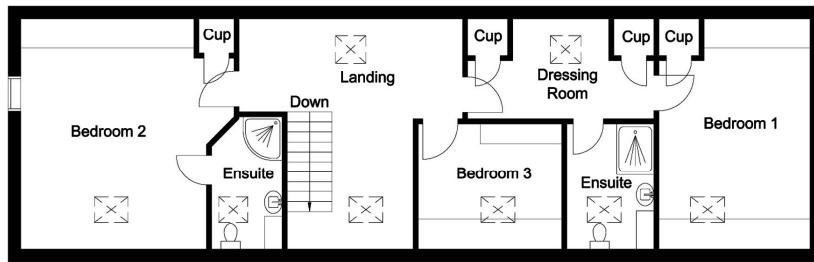 Cup
Cup
Cup
Cup
Landing
Dressing
Room
Down
Bedroom 2
Bedroom 1
Ensuite
Bedroom 3
Ensuite